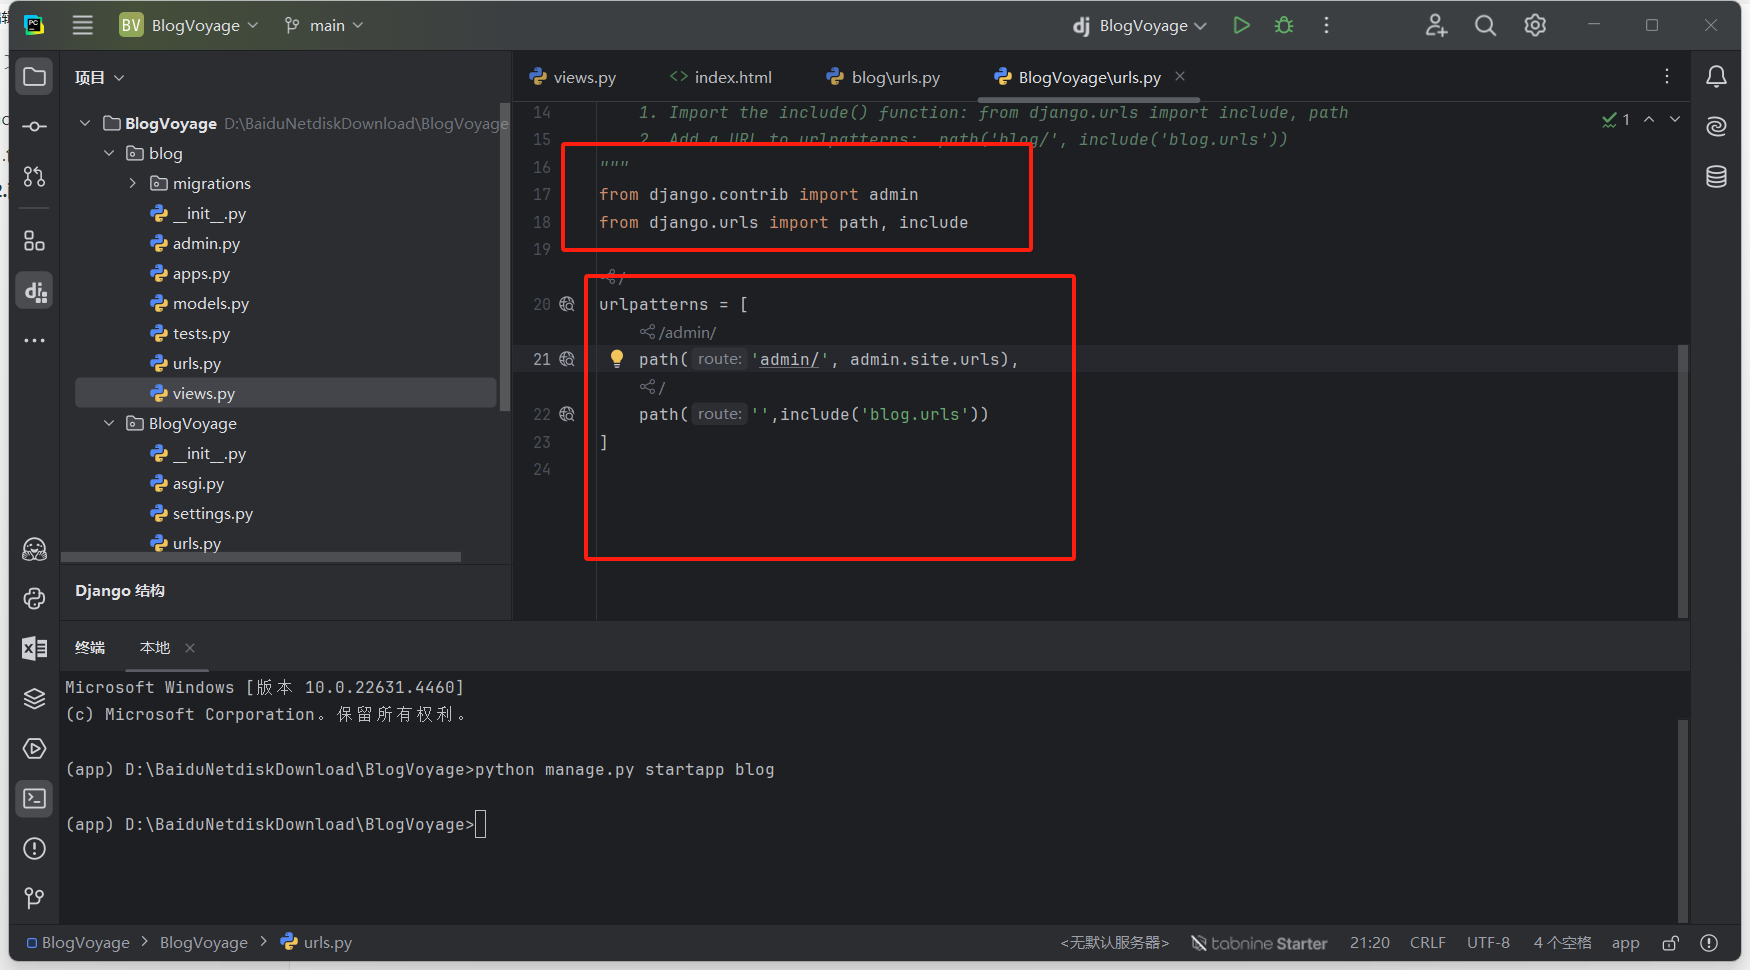 BV BlogVoyage main
dj BlogVoyage
项目
views.py index.html blog\urls.py BlogVoyage\urls.py
BlogVoyage D:\BaiduNetdiskDownload\BlogVoyage
blog
migrations
__init__.py
admin.py
apps.py
models.py
tests.py
urls.py
views.py
BlogVoyage
__init__.py
asgi.py
settings.py
urls.py
Django 结构
14 1. Import the include() function: from django.urls import include, path
15 2. Add a URL to urlpatterns: path('blog/', include('blog.urls'))
16 """
17 from django.contrib import admin
18 from django.urls import path, include
19
/
20 urlpatterns = [
/admin/
21 path( route: 'admin/', admin.site.urls),
/
22 path( route: '',include('blog.urls'))
23 ]
24
1
终端 本地
Microsoft Windows [版本 10.0.22631.4460]
(c) Microsoft Corporation。保留所有权利。
(app) D:\BaiduNetdiskDownload\BlogVoyage>python manage.py startapp blog
(app) D:\BaiduNetdiskDownload\BlogVoyage>
BlogVoyage > BlogVoyage > urls.py
<无默认服务器> tabnine Starter 21:20 CRLF UTF-8 4 个空格 app